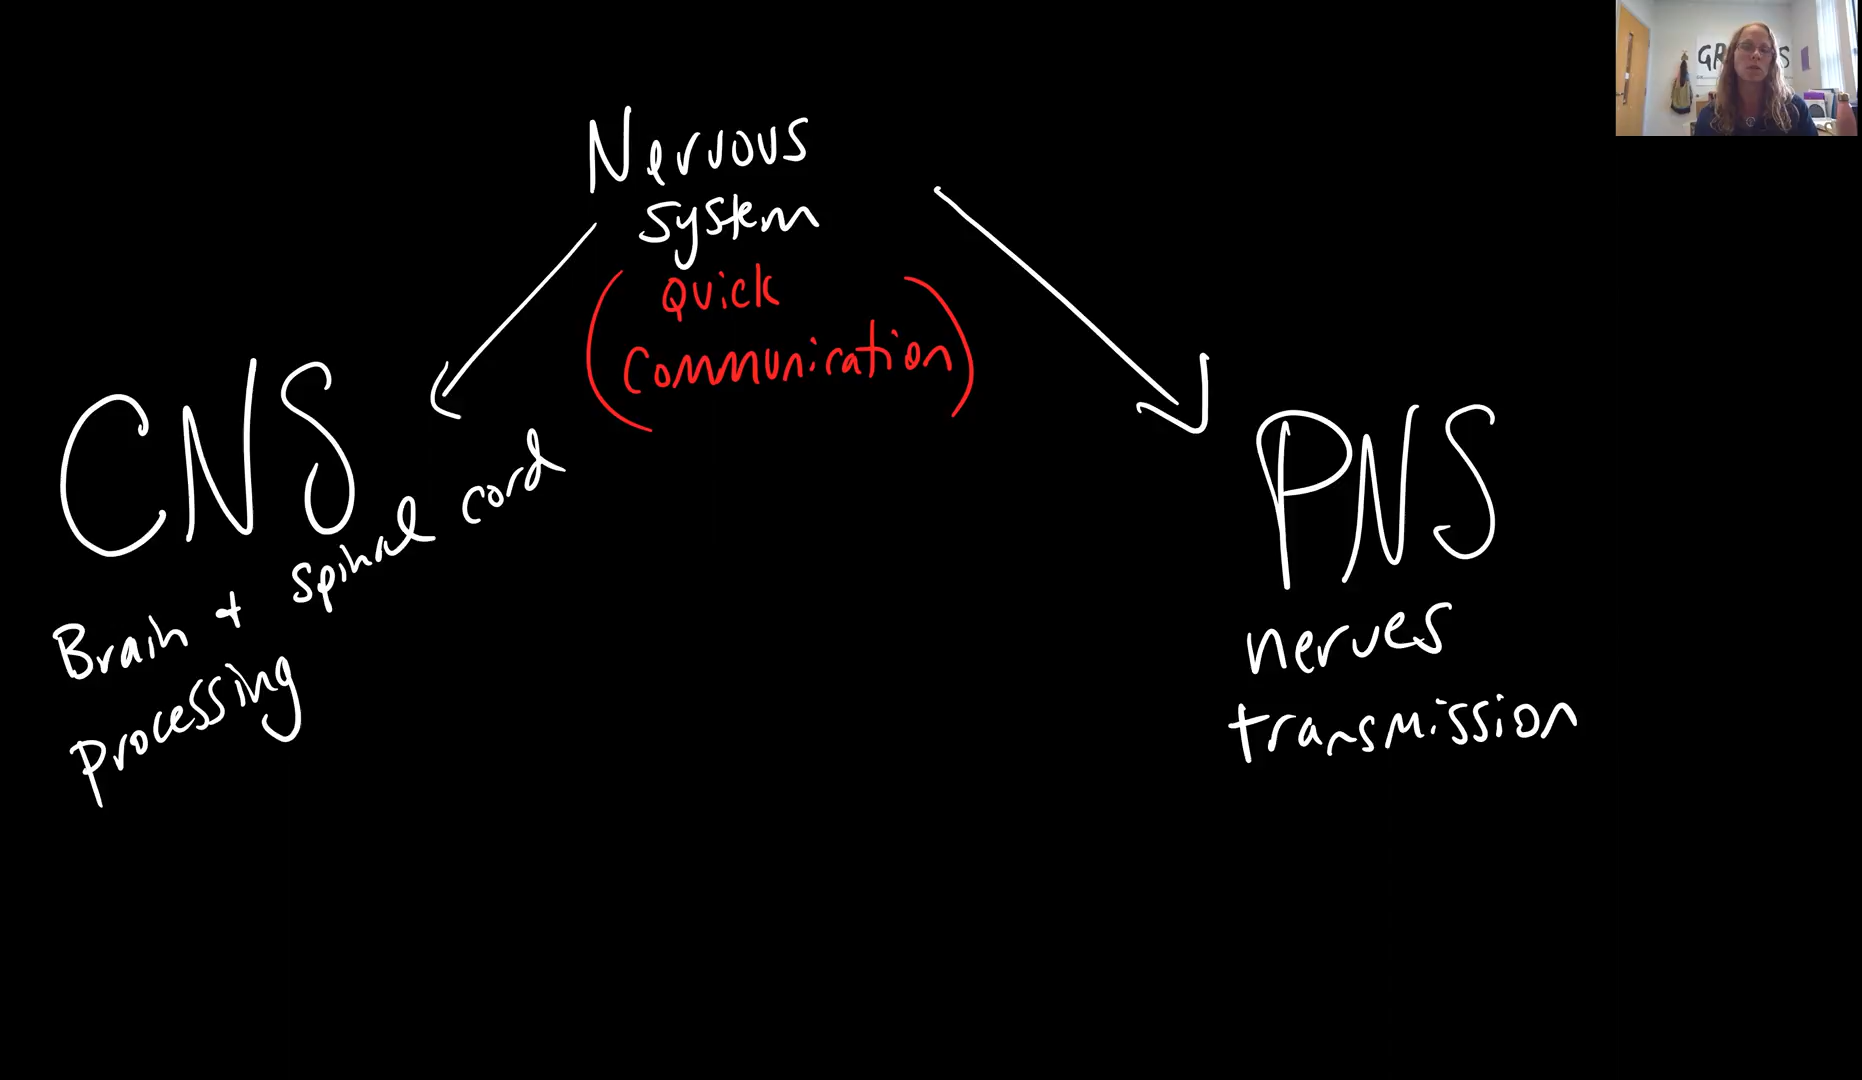 Nervous
system
(Quick
communication)
CNS
Brain + spinal cord
processing
PNS
nerves
transmission